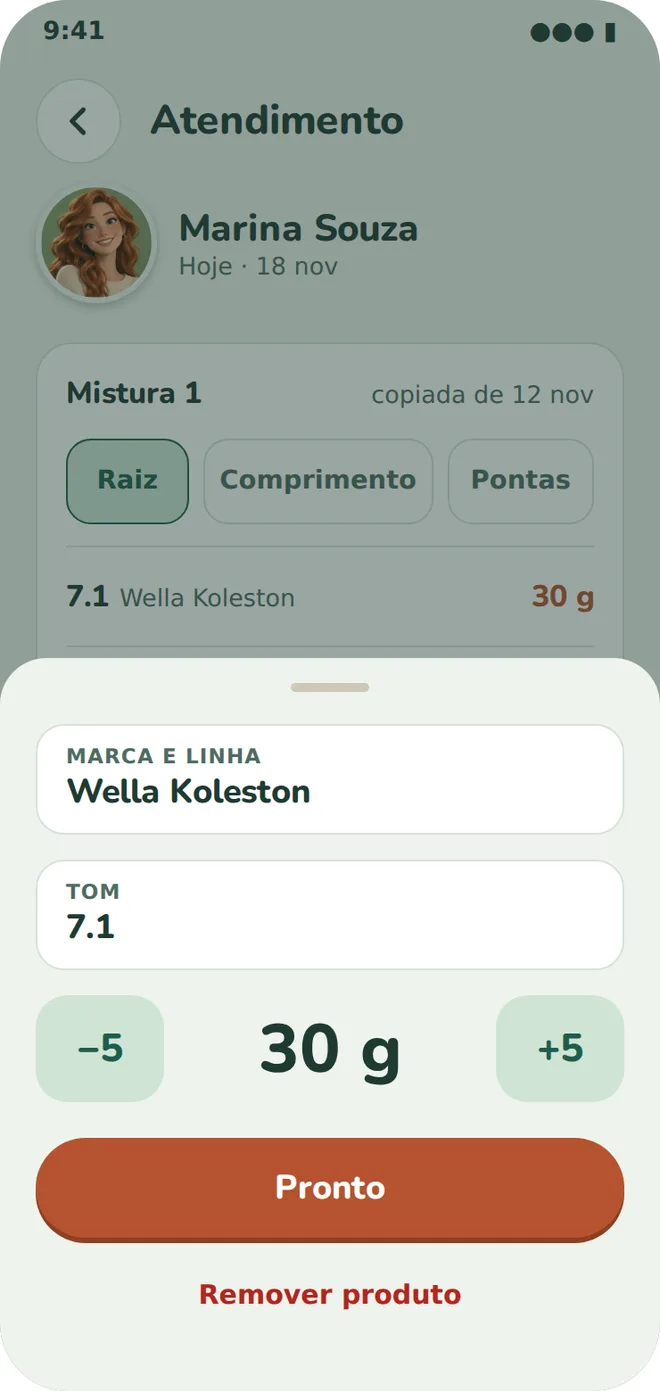 9:41
Atendimento
Marina Souza
Hoje · 18 nov
Mistura 1 copiada de 12 nov
Raiz Comprimento Pontas
7.1 Wella Koleston 30 g
MARCA E LINHA
Wella Koleston
TOM
7.1
−5 30 g +5
Pronto
Remover produto